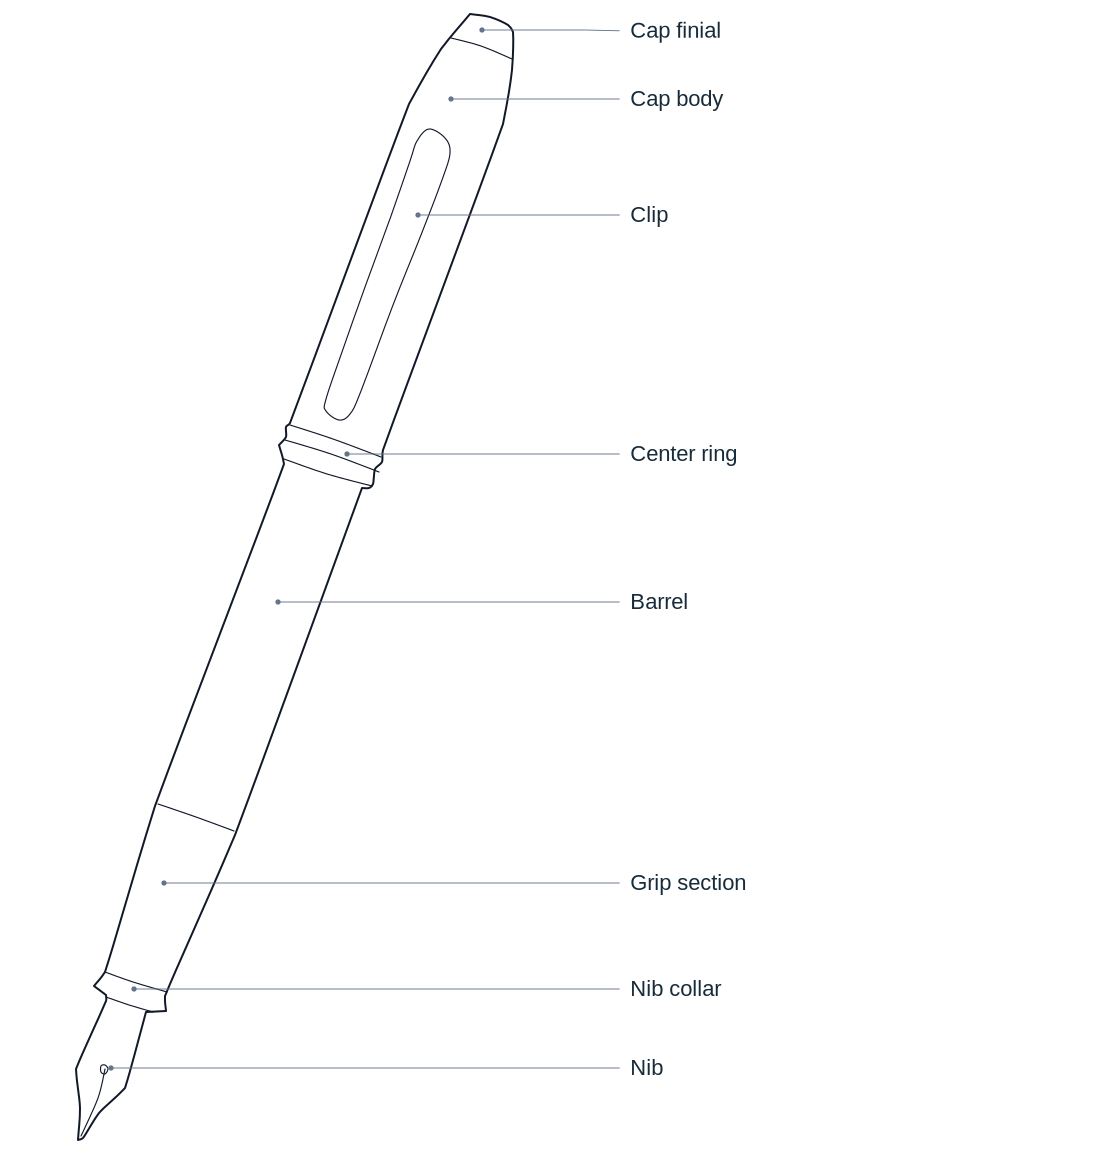 Cap finial
Cap body
Clip
Center ring
Barrel
Grip section
Nib collar
Nib